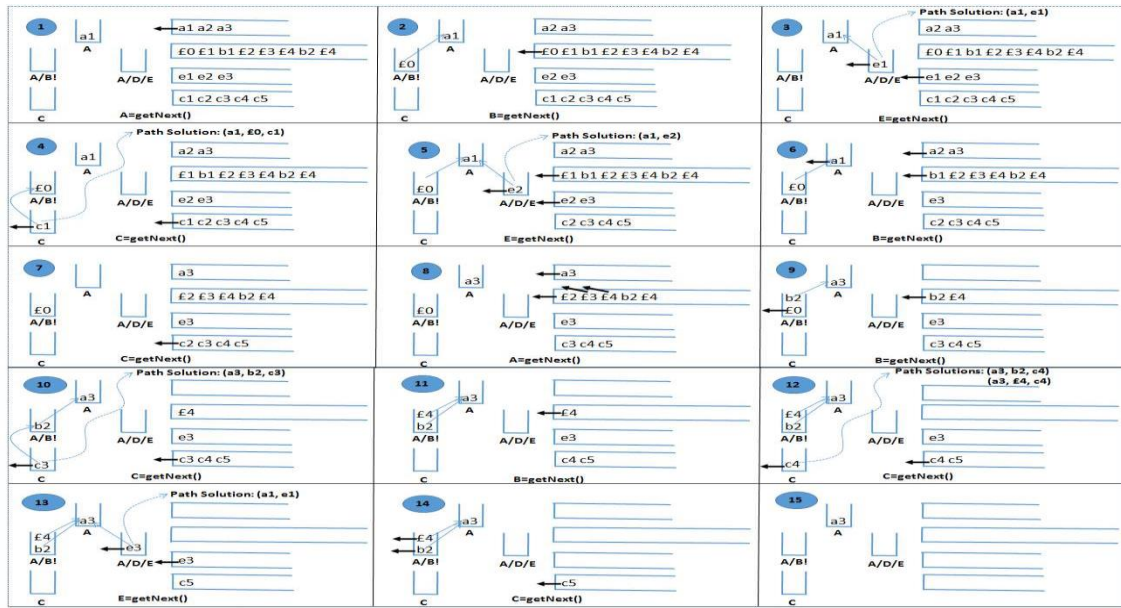 1
a1
A
A/B!
A/D/E
C
a1 a2 a3
£0 £1 b1 £2 £3 £4 b2 £4
e1 e2 e3
c1 c2 c3 c4 c5
A=getNext()
2
a1
A
£0
A/B!
A/D/E
C
a2 a3
£0 £1 b1 £2 £3 £4 b2 £4
e2 e3
c1 c2 c3 c4 c5
B=getNext()
3
Path Solution: (a1, e1)
a1
A
A/B!
e1
A/D/E
C
a2 a3
£0 £1 b1 £2 £3 £4 b2 £4
e1 e2 e3
c1 c2 c3 c4 c5
E=getNext()
4
Path Solution: (a1, £0, c1)
a1
A
£0
A/B!
A/D/E
c1
C
a2 a3
£1 b1 £2 £3 £4 b2 £4
e2 e3
c1 c2 c3 c4 c5
C=getNext()
5
Path Solution: (a1, e2)
a1
A
£0
A/B!
e2
A/D/E
C
a2 a3
£1 b1 £2 £3 £4 b2 £4
e2 e3
c2 c3 c4 c5
E=getNext()
6
a1
A
£0
A/B!
A/D/E
C
a2 a3
b1 £2 £3 £4 b2 £4
e3
c2 c3 c4 c5
B=getNext()
7
A
£0
A/B!
A/D/E
C
a3
£2 £3 £4 b2 £4
e3
c2 c3 c4 c5
C=getNext()
8
a3
A
£0
A/B!
A/D/E
C
a3
£2 £3 £4 b2 £4
e3
c3 c4 c5
A=getNext()
9
a3
A
b2
£0
A/B!
A/D/E
C
b2 £4
e3
c3 c4 c5
B=getNext()
10
Path Solution: (a3, b2, c3)
a3
A
b2
A/B!
A/D/E
c3
C
£4
e3
c3 c4 c5
C=getNext()
11
a3
A
£4
b2
A/B!
A/D/E
C
£4
e3
c4 c5
B=getNext()
12
Path Solutions: (a3, b2, c4)
(a3, £4, c4)
a3
A
£4
b2
A/B!
A/D/E
c4
C
e3
c4 c5
C=getNext()
13
Path Solution: (a1, e1)
a3
A
£4
b2
A/B!
e3
A/D/E
C
e3
c5
E=getNext()
14
a3
A
£4
b2
A/B!
A/D/E
C
c5
C=getNext()
15
a3
A
A/B!
A/D/E
C